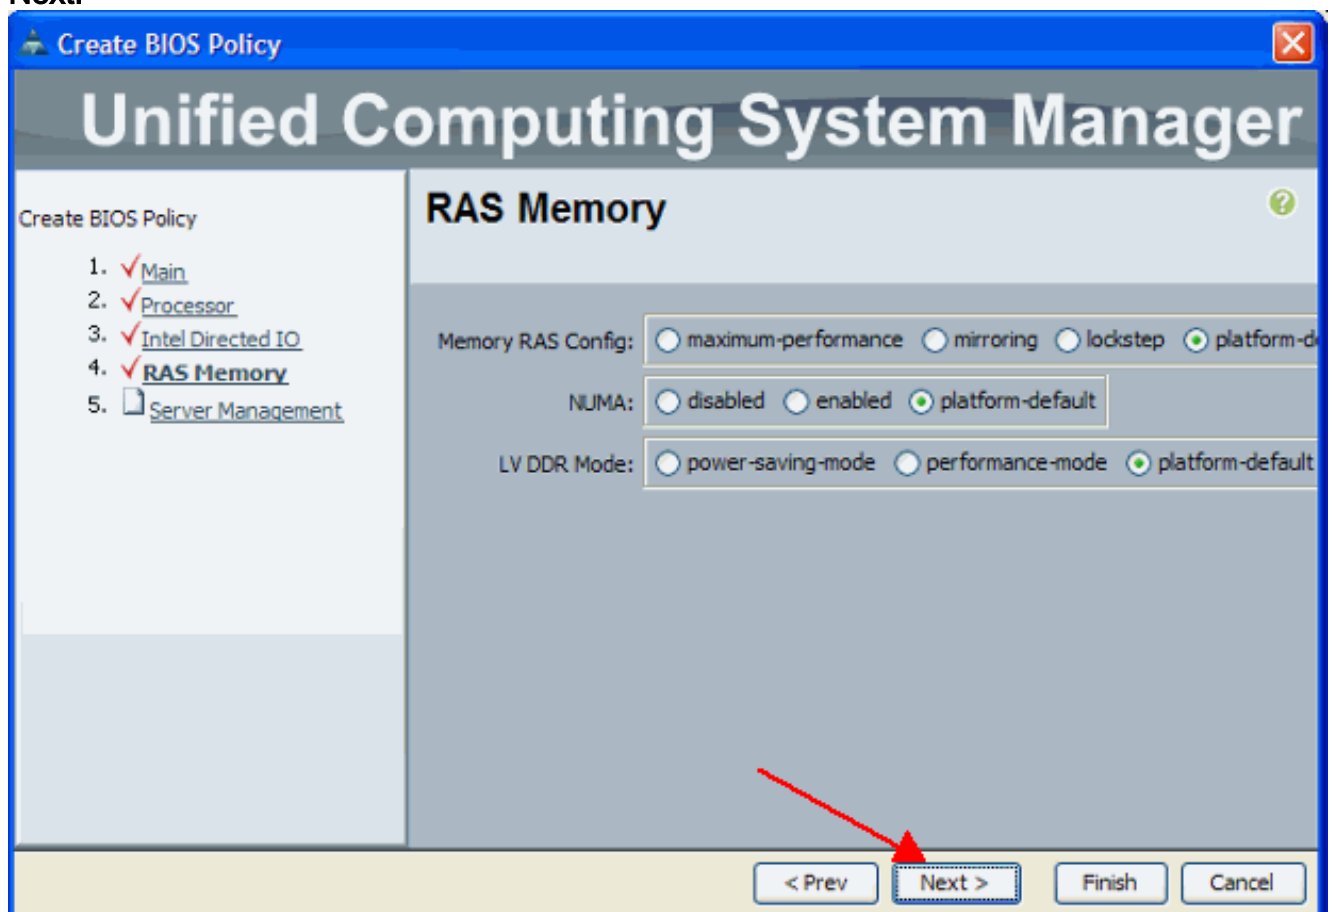 Next.
Create BIOS Policy
Unified Computing System Manager
Create BIOS Policy
1. Main
2. Processor
3. Intel Directed IO
4. RAS Memory
5. Server Management
RAS Memory
Memory RAS Config: maximum-performance mirroring lockstep platform-d
NUMA: disabled enabled platform-default
LV DDR Mode: power-saving-mode performance-mode platform-default
< Prev Next > Finish Cancel